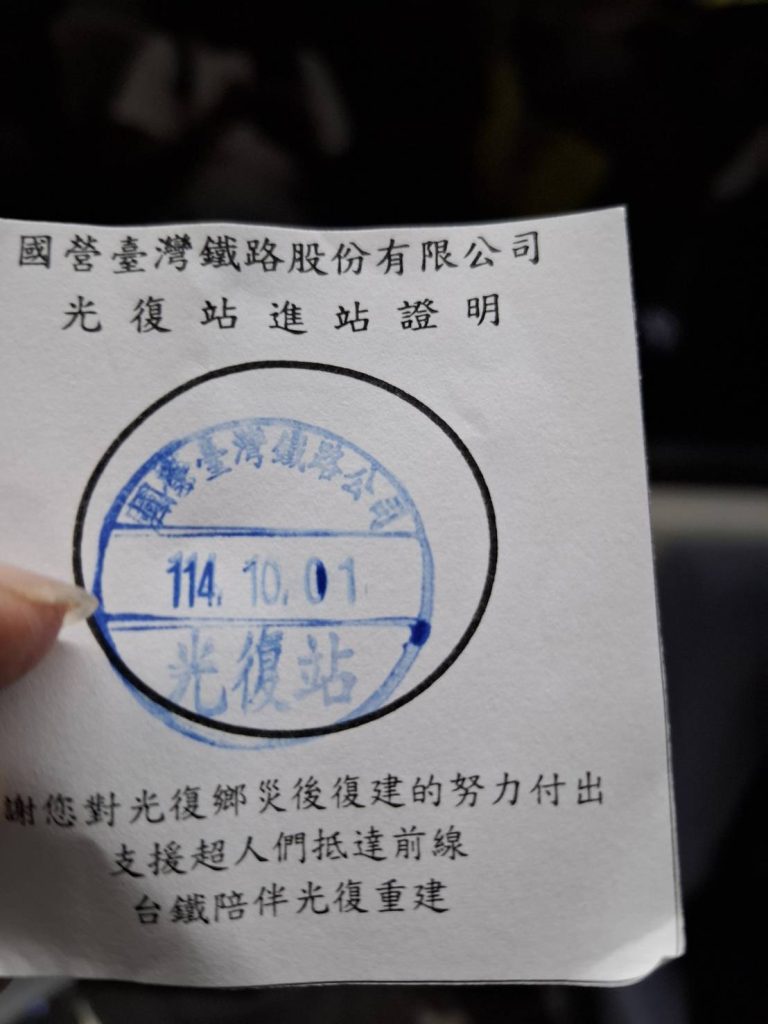 國營臺灣鐵路股份有限公司
光復站進站證明
國營臺灣鐵路公司
114.10.01
光復站
謝您對光復鄉災後復建的努力付出
支援超人們抵達前線
台鐵陪伴光復重建